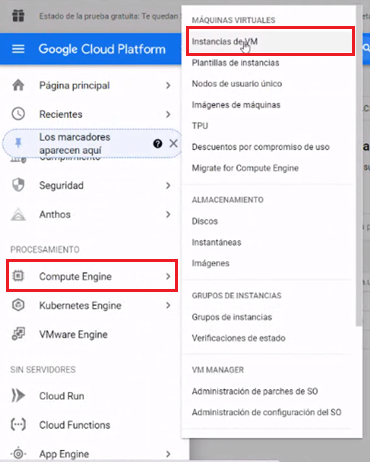 Estado de la prueba gratuita: Te quedan
Google Cloud Platform
Página principal
Recientes
Los marcadores
aparecen aquí
Cumplimiento
Seguridad
Anthos
PROCESAMIENTO
Compute Engine
Kubernetes Engine
VMware Engine
SIN SERVIDORES
Cloud Run
Cloud Functions
App Engine
MÁQUINAS VIRTUALES
Instancias de VM
Plantillas de instancias
Nodos de usuario único
Imágenes de máquinas
TPU
Descuentos por compromiso de uso
Migrate for Compute Engine
ALMACENAMIENTO
Discos
Instantáneas
Imágenes
GRUPOS DE INSTANCIAS
Grupos de instancias
Verificaciones de estado
VM MANAGER
Administración de parches de SO
Administración de configuración del SO